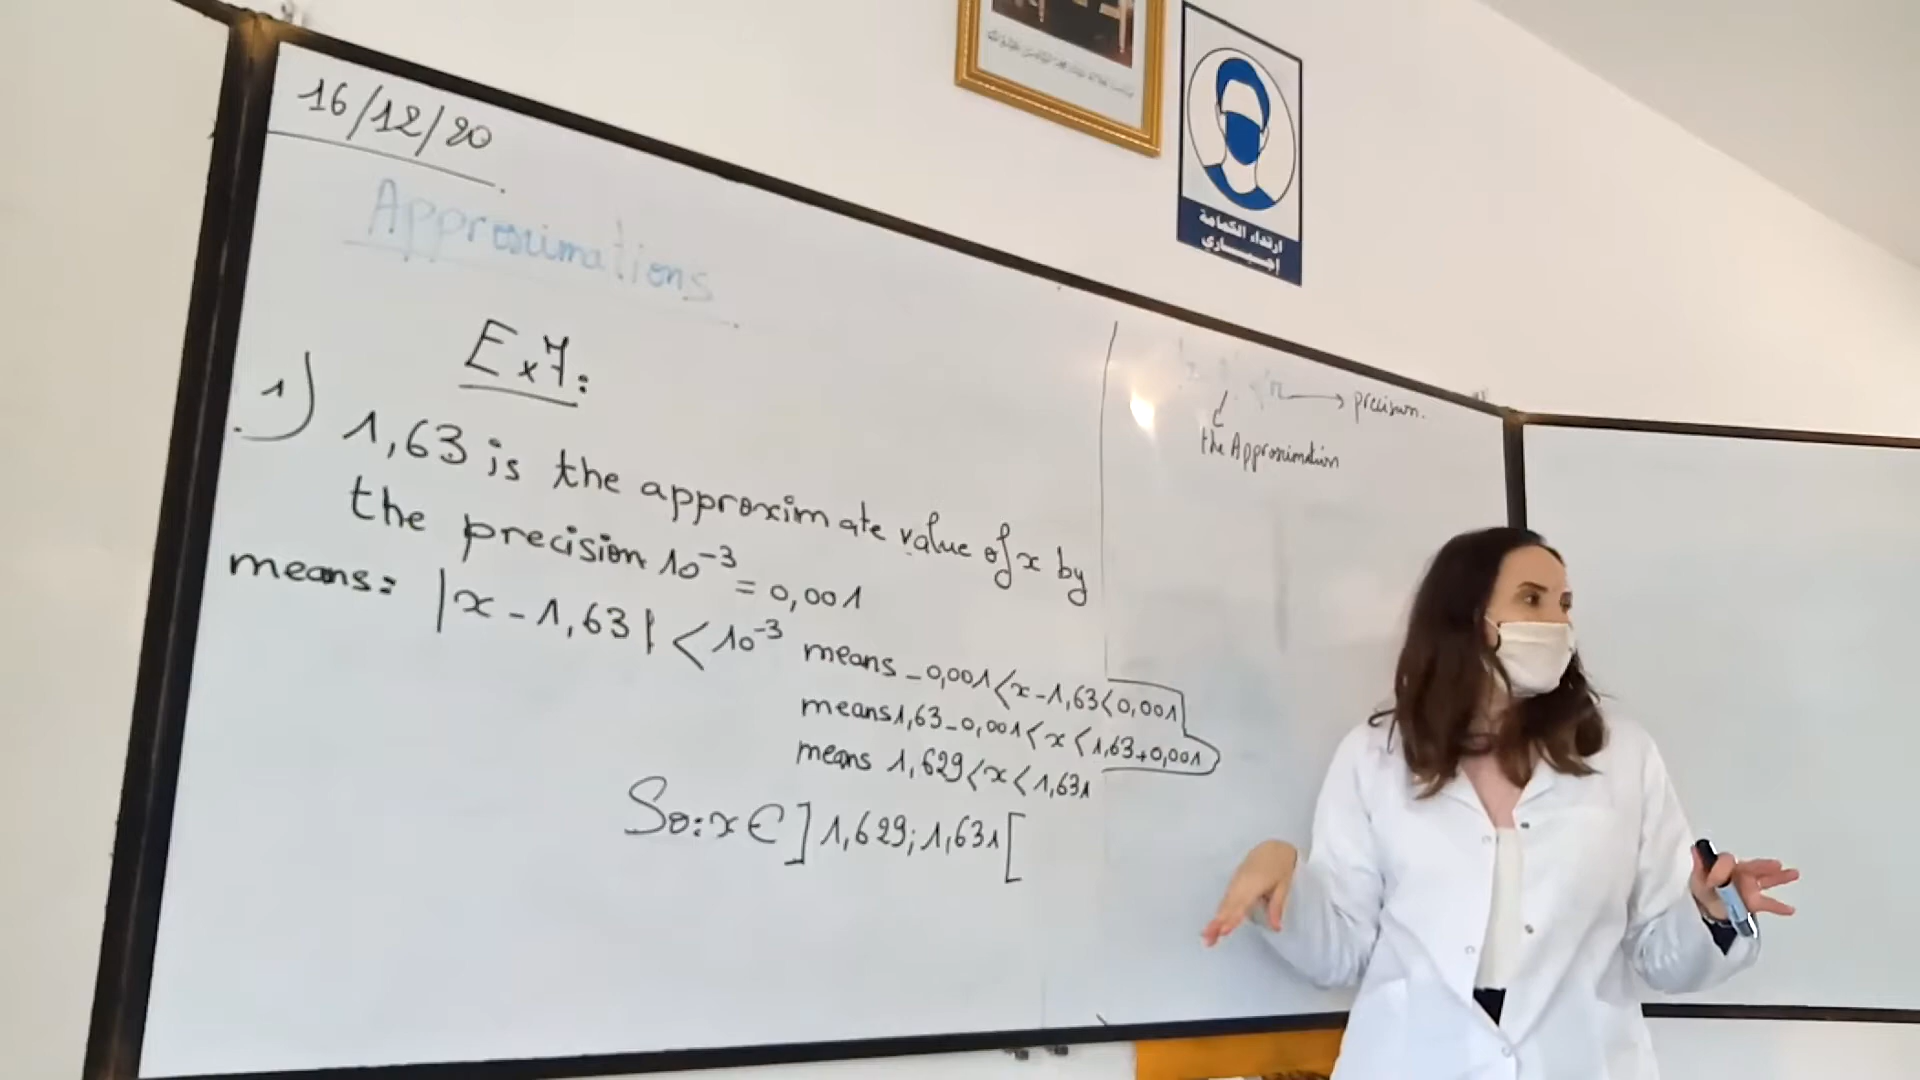 16/12/20
Approximations
Ex7:
1) 1,63 is the approximate value of x by
the precision 10⁻³ = 0,001
means: |x - 1,63| < 10⁻³ means -0,001 < x - 1,63 < 0,001
means 1,63 - 0,001 < x < 1,63 + 0,001
means 1,629 < x < 1,631
So: x ∈ ]1,629; 1,631[
precision.
the Approximation
ارتداء الكمامة
إجبـــاري